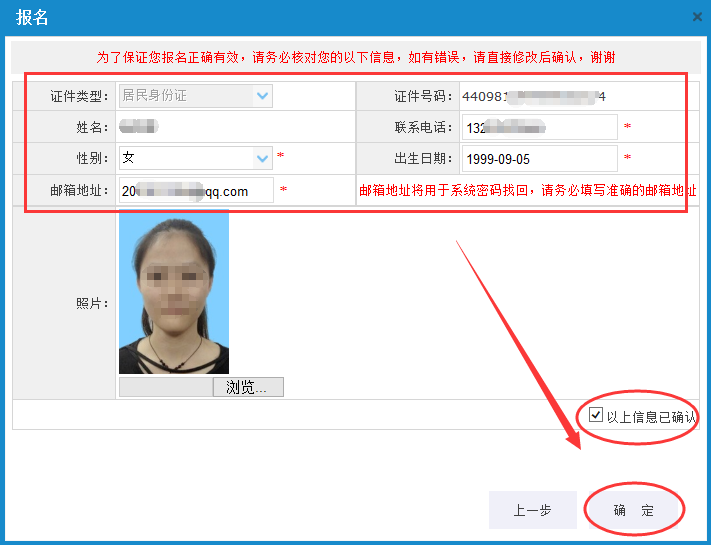 报名
为了保证您报名正确有效，请务必核对您的以下信息，如有错误，请直接修改后确认，谢谢
证件类型： 居民身份证 证件号码： 440981 4
姓名： 联系电话： 132 *
性别： 女 * 出生日期： 1999-09-05 *
邮箱地址： 20 qq.com * 邮箱地址将用于系统密码找回，请务必填写准确的邮箱地址
照片：
浏览...
以上信息已确认
上一步 确 定